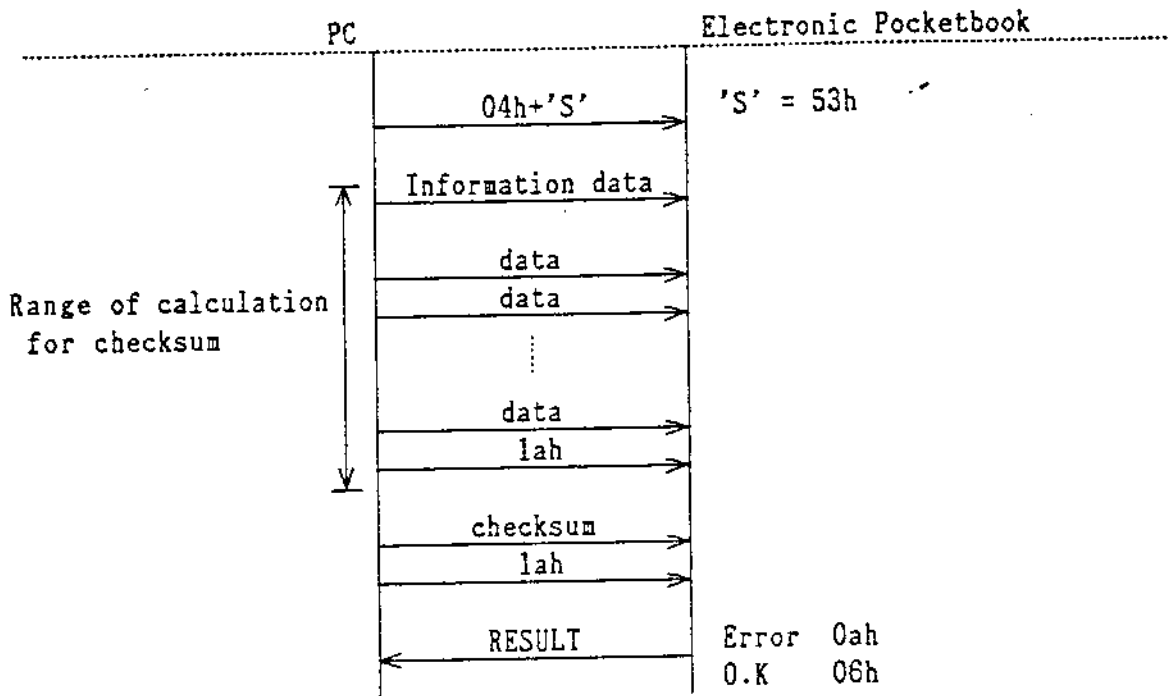 PC
Electronic Pocketbook
04h+'S'
'S' = 53h
Information data
data
data
Range of calculation
for checksum
data
1ah
checksum
1ah
RESULT
Error 0ah
O.K 06h